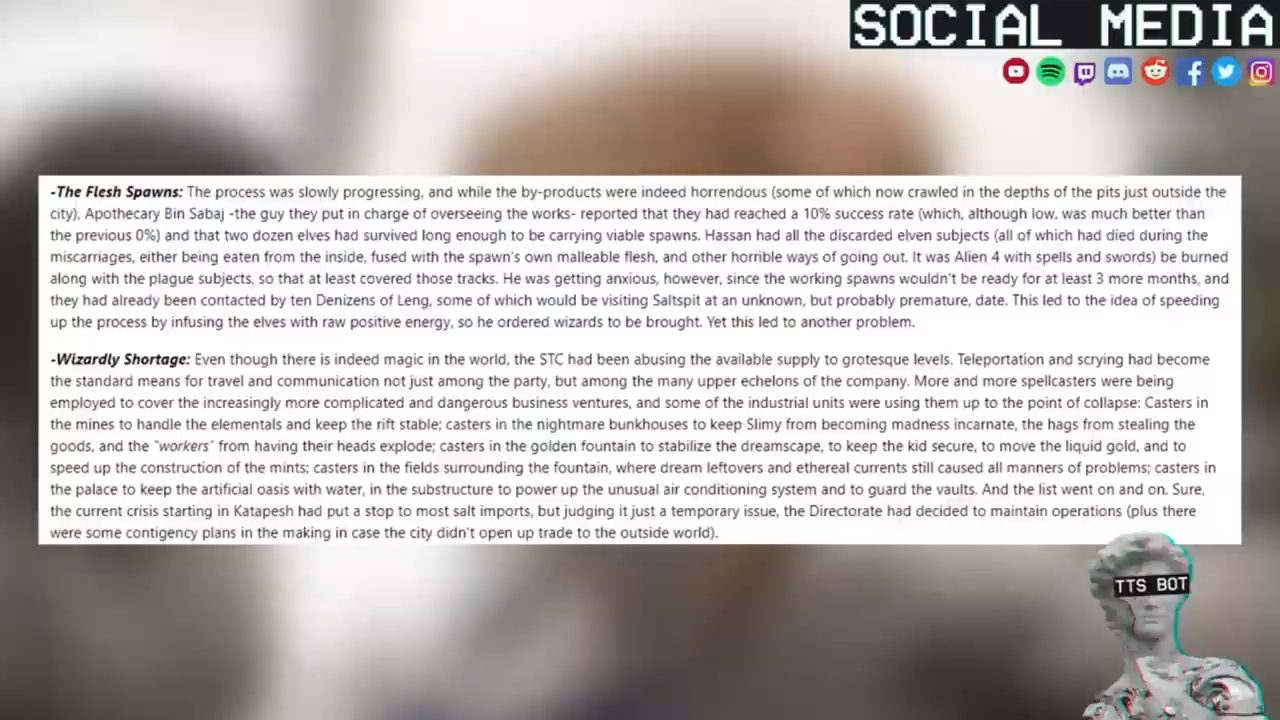 SOCIAL MEDIA
-The Flesh Spawns: The process was slowly progressing, and while the by-products were indeed horrendous (some of which now crawled in the depths of the pits just outside the
city), Apothecary Bin Sabaj -the guy they put in charge of overseeing the works- reported that they had reached a 10% success rate (which, although low, was much better than
the previous 0%) and that two dozen elves had survived long enough to be carrying viable spawns. Hassan had all the discarded elven subjects (all of which had died during the
miscarriages, either being eaten from the inside, fused with the spawn's own malleable flesh, and other horrible ways of going out. It was Alien 4 with spells and swords) be burned
along with the plague subjects, so that at least covered those tracks. He was getting anxious, however, since the working spawns wouldn't be ready for at least 3 more months, and
they had already been contacted by ten Denizens of Leng, some of which would be visiting Saltspit at an unknown, but probably premature, date. This led to the idea of speeding
up the process by infusing the elves with raw positive energy, so he ordered wizards to be brought. Yet this led to another problem.
-Wizardly Shortage: Even though there is indeed magic in the world, the STC had been abusing the available supply to grotesque levels. Teleportation and scrying had become
the standard means for travel and communication not just among the party, but among the many upper echelons of the company. More and more spellcasters were being
employed to cover the increasingly more complicated and dangerous business ventures, and some of the industrial units were using them up to the point of collapse: Casters in
the mines to handle the elementals and keep the rift stable; casters in the nightmare bunkhouses to keep Slimy from becoming madness incarnate, the hags from stealing the
goods, and the "workers" from having their heads explode; casters in the golden fountain to stabilize the dreamscape, to keep the kid secure, to move the liquid gold, and to
speed up the construction of the mints; casters in the fields surrounding the fountain, where dream leftovers and ethereal currents still caused all manners of problems; casters in
the palace to keep the artificial oasis with water, in the substructure to power up the unusual air conditioning system and to guard the vaults. And the list went on and on. Sure,
the current crisis starting in Katapesh had put a stop to most salt imports, but judging it just a temporary issue, the Directorate had decided to maintain operations (plus there
were some contigency plans in the making in case the city didn't open up trade to the outside world).
TTS BOT